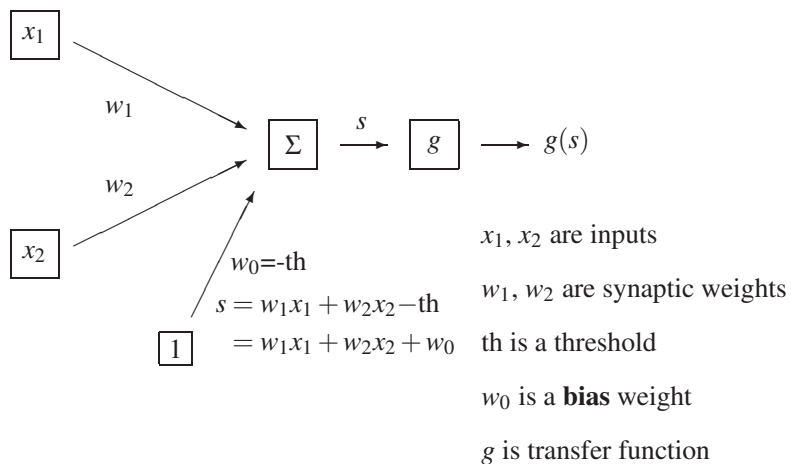 x₁
w₁
Σ
s
g
g(s)
w₂
x₂
w₀=-th
s = w₁x₁ + w₂x₂−th
= w₁x₁ + w₂x₂ + w₀
1
x₁, x₂ are inputs
w₁, w₂ are synaptic weights
th is a threshold
w₀ is a bias weight
g is transfer function